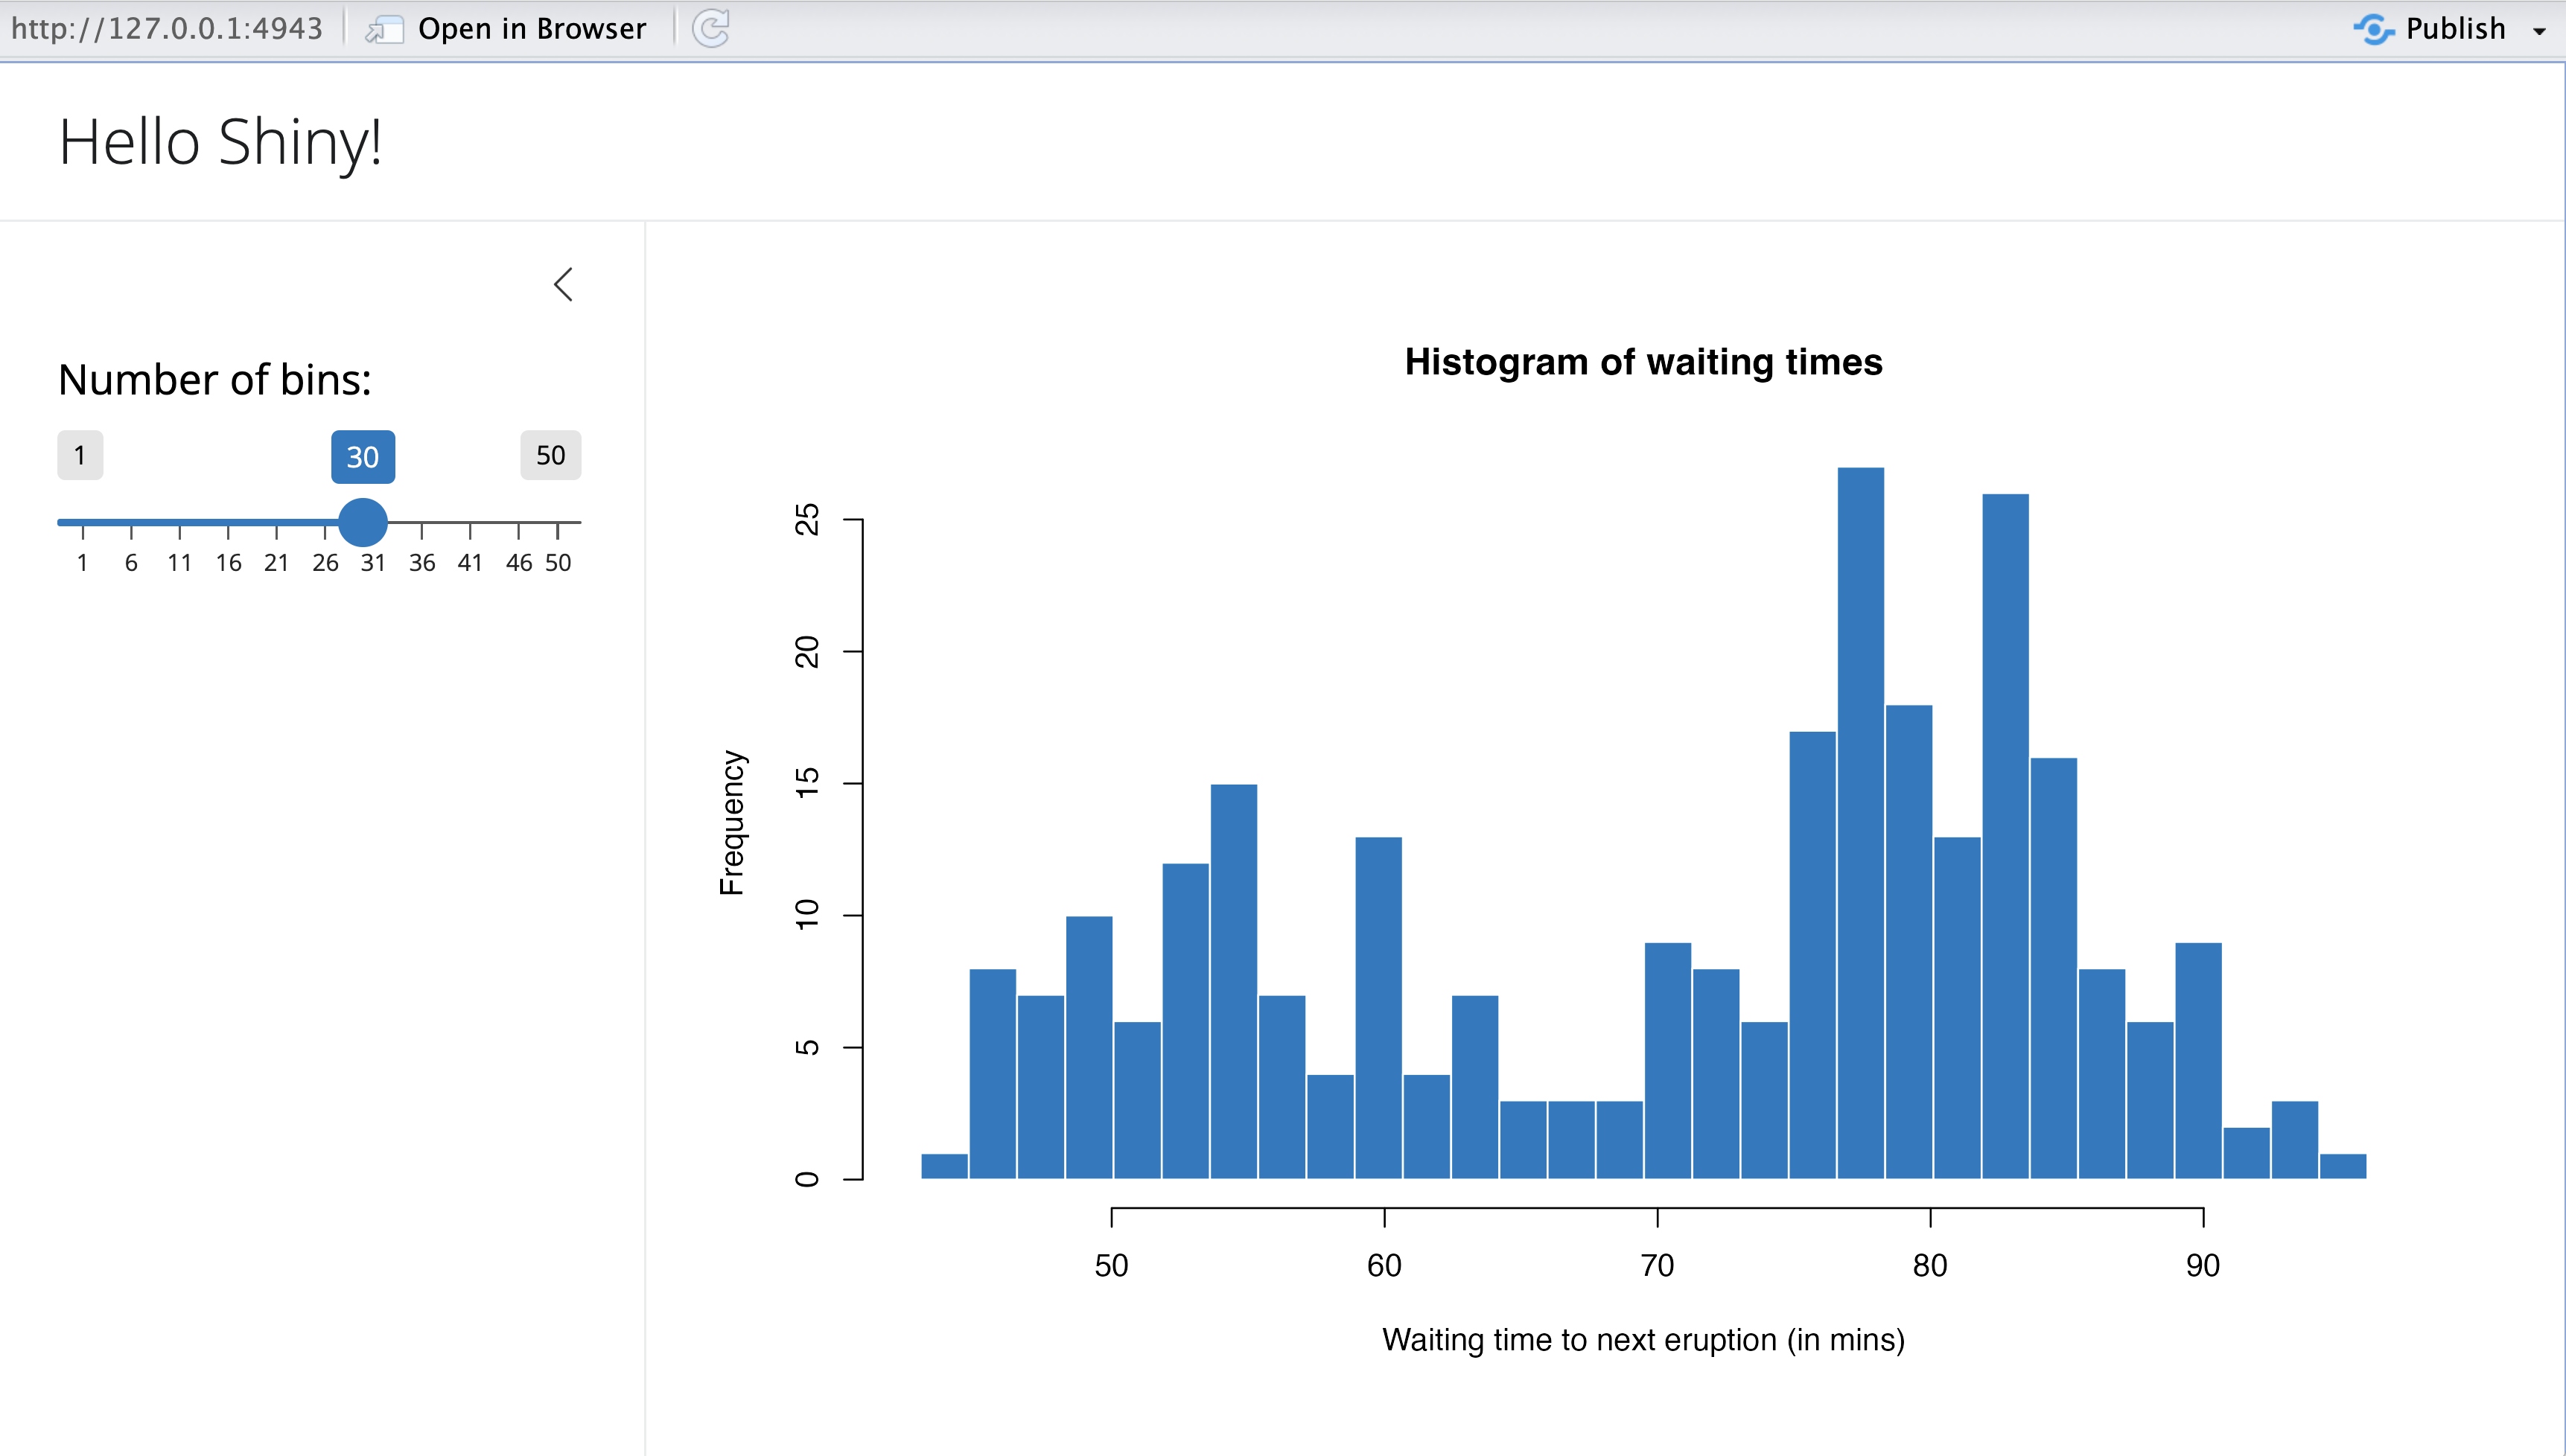 http://127.0.0.1:4943 Open in Browser Publish
Hello Shiny!
Number of bins:
1 30 50
1 6 11 16 21 26 31 36 41 46 50
Histogram of waiting times
Frequency
25
20
15
10
5
0
50 60 70 80 90
Waiting time to next eruption (in mins)